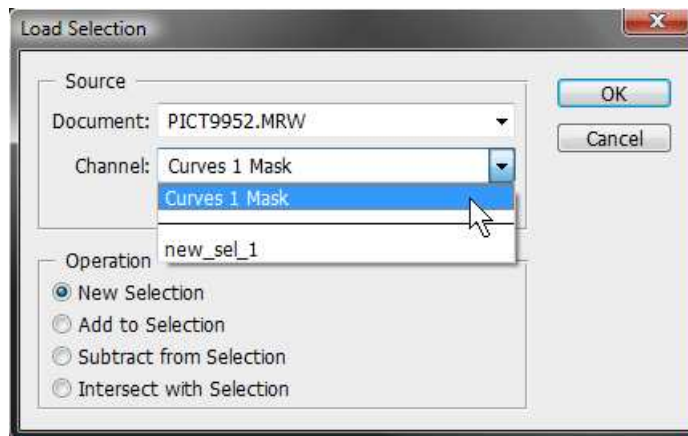 Load Selection
Source
OK
Document: PICT9952.MRW
Cancel
Channel: Curves 1 Mask
Curves 1 Mask
new_sel_1
Operation
New Selection
Add to Selection
Subtract from Selection
Intersect with Selection